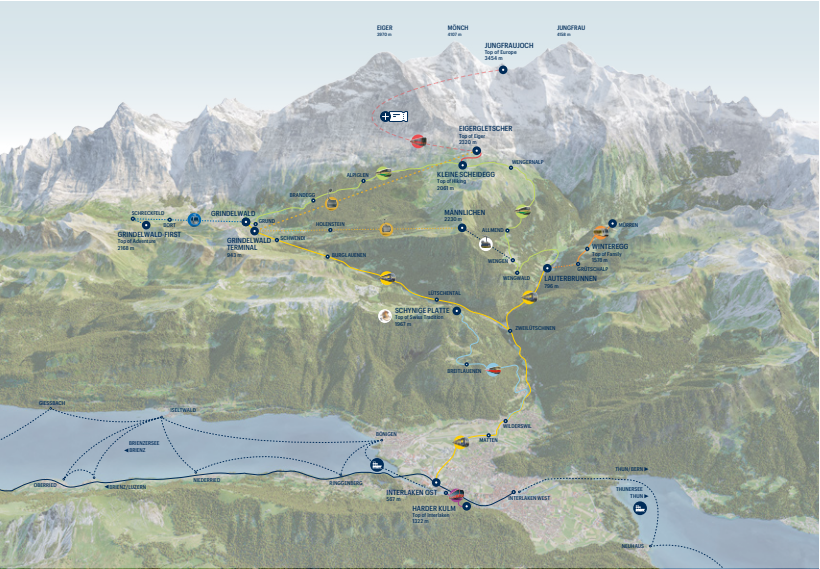 EIGER
3970 m
MÖNCH
4107 m
JUNGFRAU
4158 m
JUNGFRAUJOCH
Top of Europe
3454 m
EIGERGLETSCHER
Top of Eiger
2320 m
WENGERNALP
KLEINE SCHEIDEGG
Top of Hiking
2061 m
ALPIGLEN
BRANDEGG
SCHRECKFELD
BORT
GRINDELWALD
GRUND
GRINDELWALD-FIRST
Top of Adventure
2168 m
GRINDELWALD
TERMINAL
943 m
SCHWENDI
HOLENSTEIN
MÄNNLICHEN
2230 m
ALLMEND
MÜRREN
WINTEREGG
Top of Family
1578 m
GRÜTSCHALP
WENGEN
WENGWALD
LAUTERBRUNNEN
796 m
BURGLAUENEN
LÜTSCHENTAL
SCHYNIGE PLATTE
Top of Swiss Tradition
1967 m
ZWEILÜTSCHINEN
BREITLAUENEN
GIESSBACH
ISELTWALD
BRIENZERSEE
BRIENZ
BÖNIGEN
WILDERSWIL
MATTEN
OBERRIED
BRIENZ/LUZERN
NIEDERRIED
RINGGENBERG
INTERLAKEN OST
567 m
HARDER KULM
Top of Interlaken
1322 m
INTERLAKEN WEST
THUN/BERN
THUNERSEE
THUN
NEUHAUS